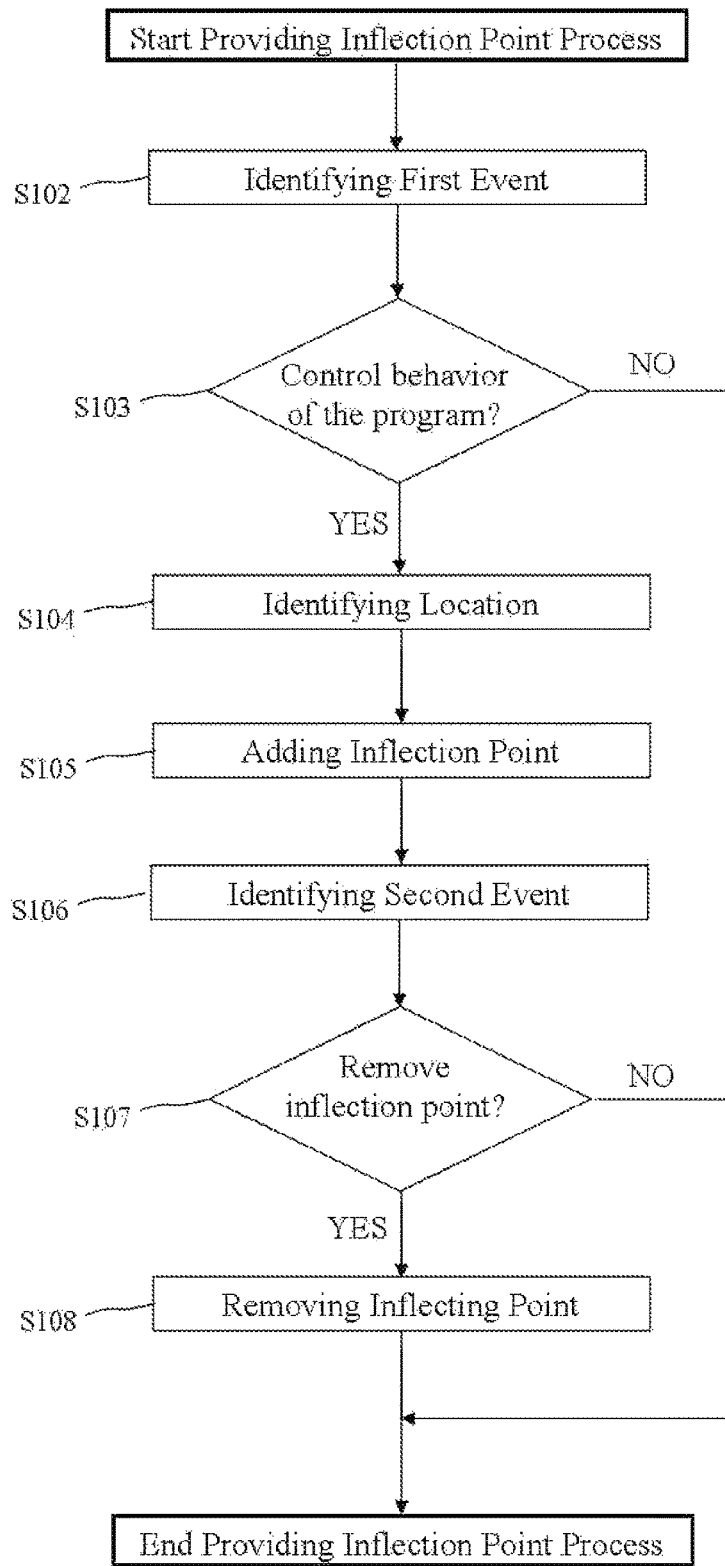 Start Providing Inflection Point Process
S102
Identifying First Event
S103
Control behavior
of the program?
NO
YES
S104
Identifying Location
S105
Adding Inflection Point
S106
Identifying Second Event
S107
Remove
inflection point?
NO
YES
S108
Removing Inflecting Point
End Providing Inflection Point Process